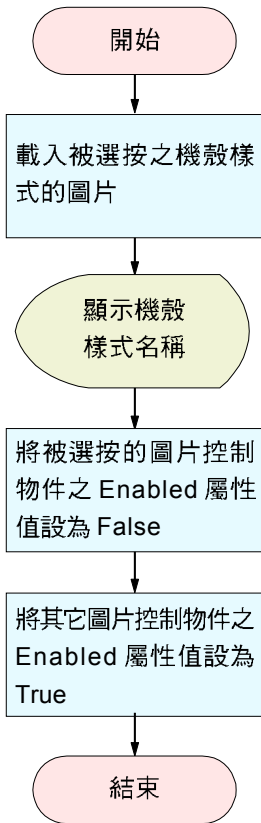 開始
載入被選按之機殼樣
式的圖片
顯示機殼
樣式名稱
將被選按的圖片控制
物件之 Enabled 屬性
值設為 False
將其它圖片控制物件之
Enabled 屬性值設為
True
結束